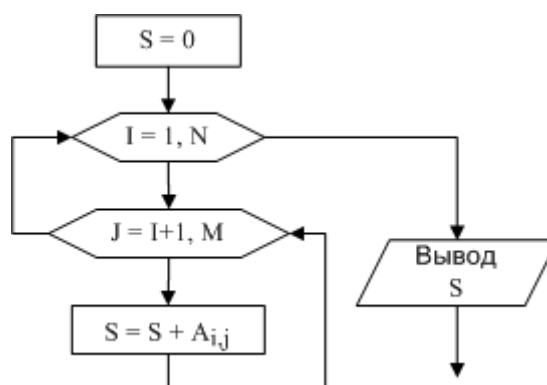 S = 0
I = 1, N
J = I+1, M
S = S + Ai,j
Вывод
S